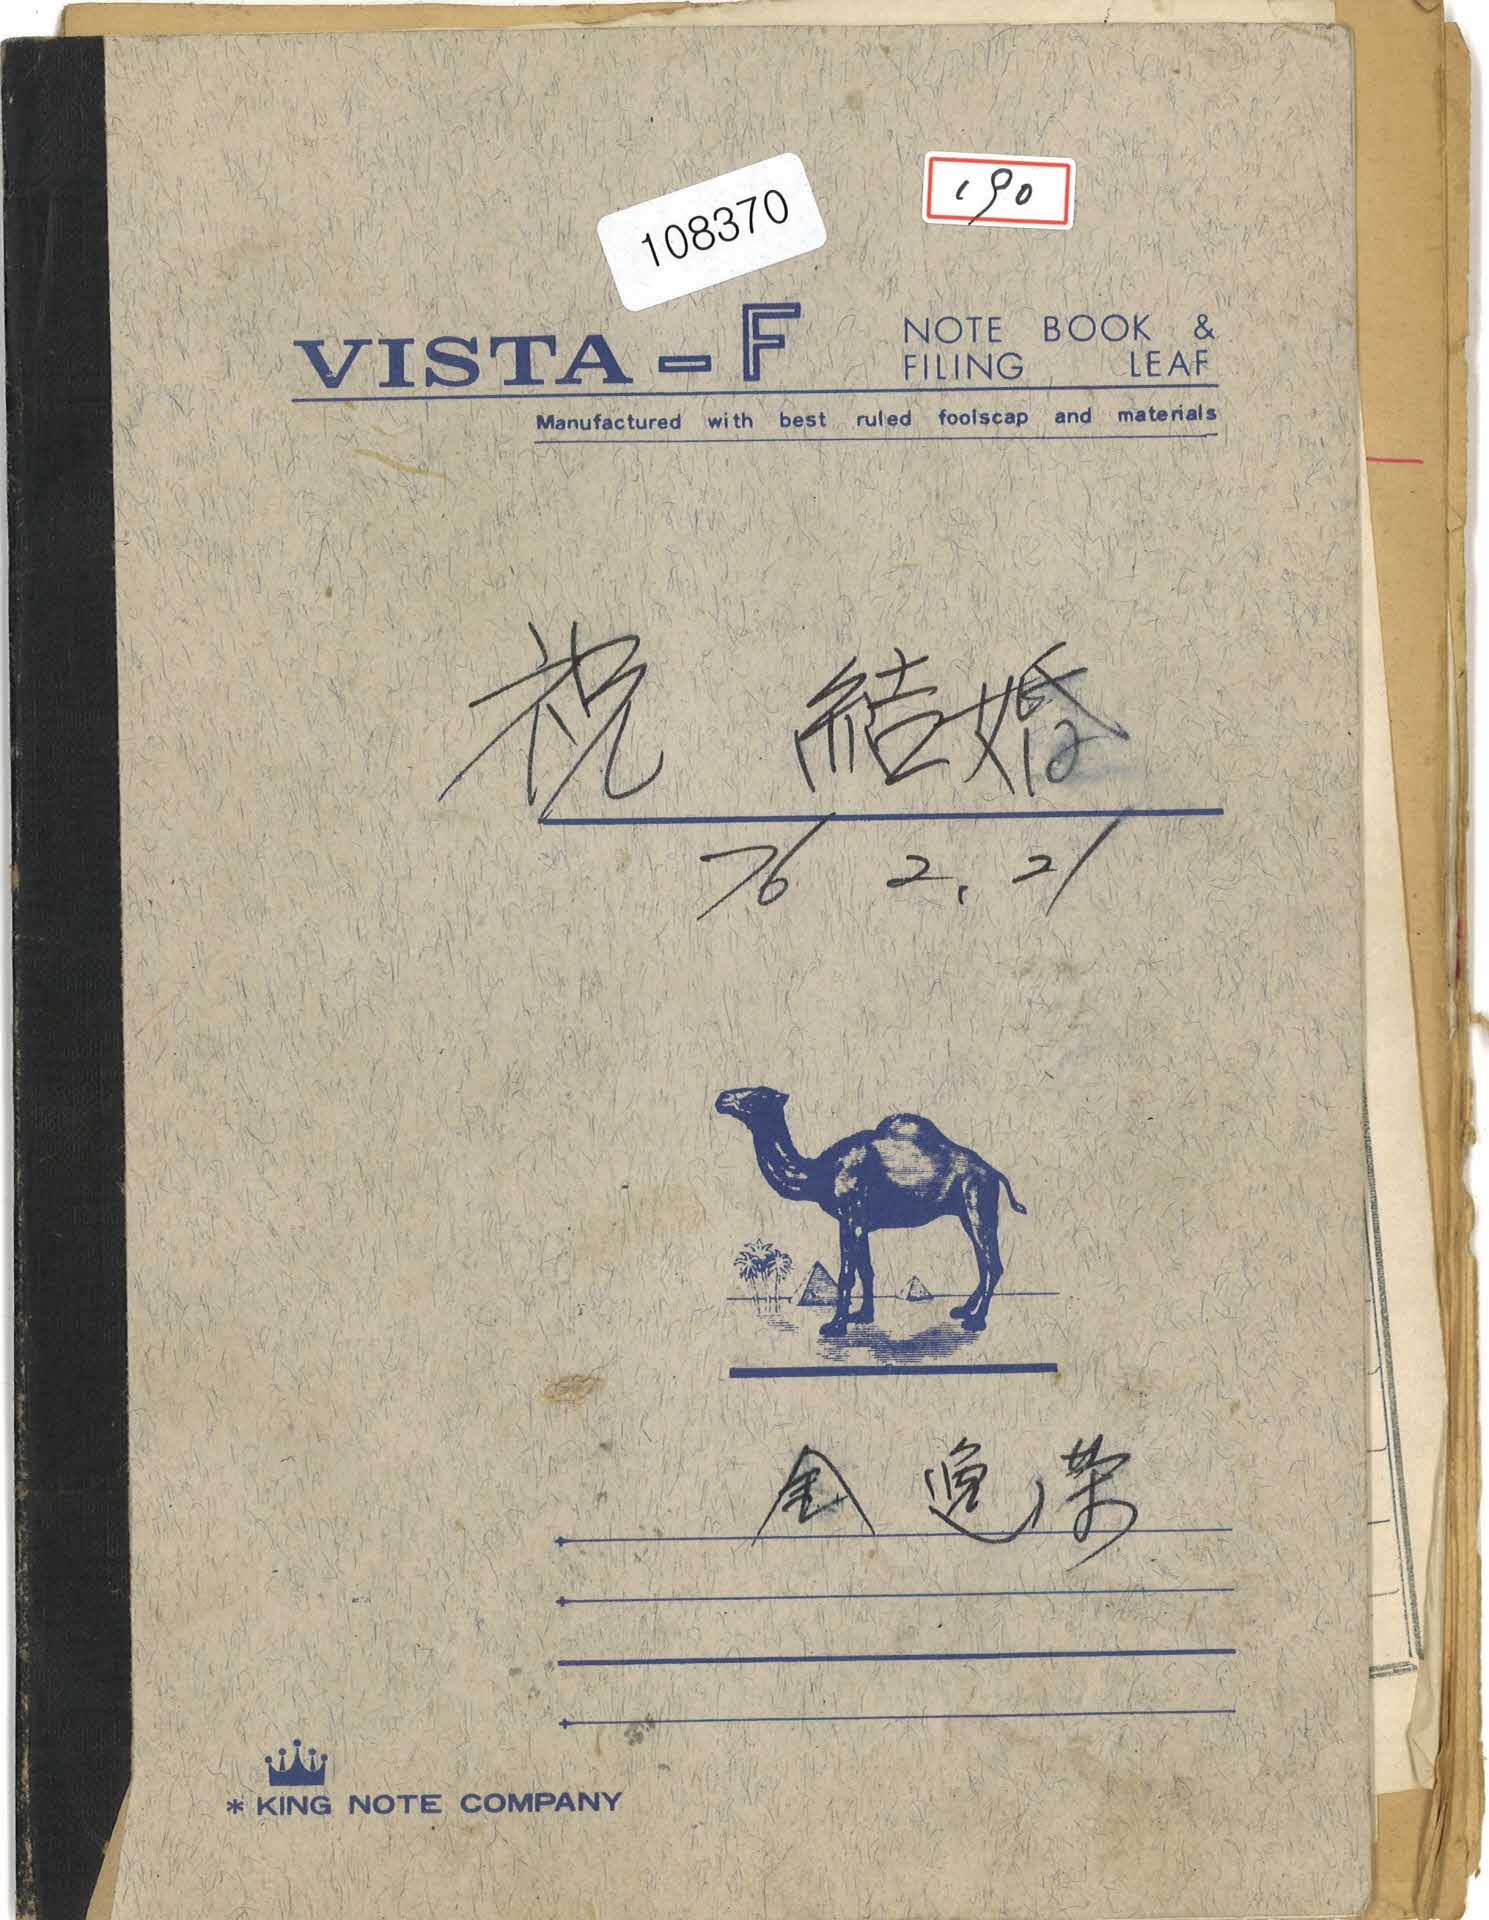 190
108370
VISTA-F
NOTE BOOK &
FILING LEAF
Manufactured with best ruled foolscap and materials
祝 結婚
76 2. 21
金 進 榮
* KING NOTE COMPANY